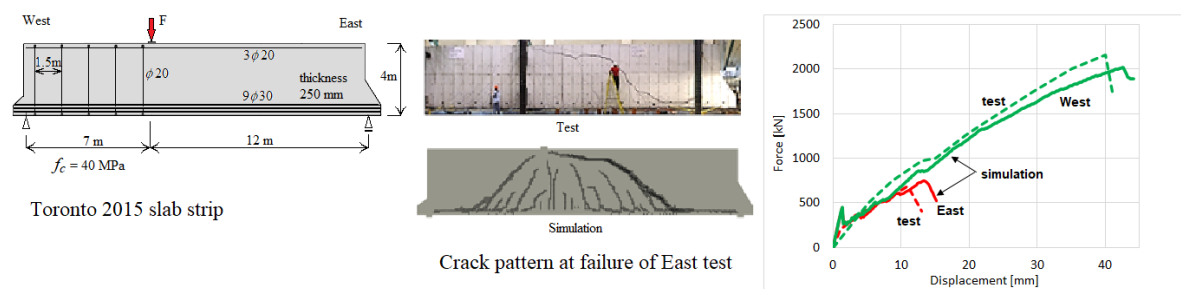 West
F
East
3ϕ20
1.5m
ϕ20
4m
thickness
250 mm
9ϕ30
7 m
12 m
f_c = 40 MPa
Toronto 2015 slab strip
Test
Simulation
Crack pattern at failure of East test
Force [kN]
2500
2000
1500
1000
500
0
test
West
simulation
East
test
0
10
20
30
40
Displacement [mm]